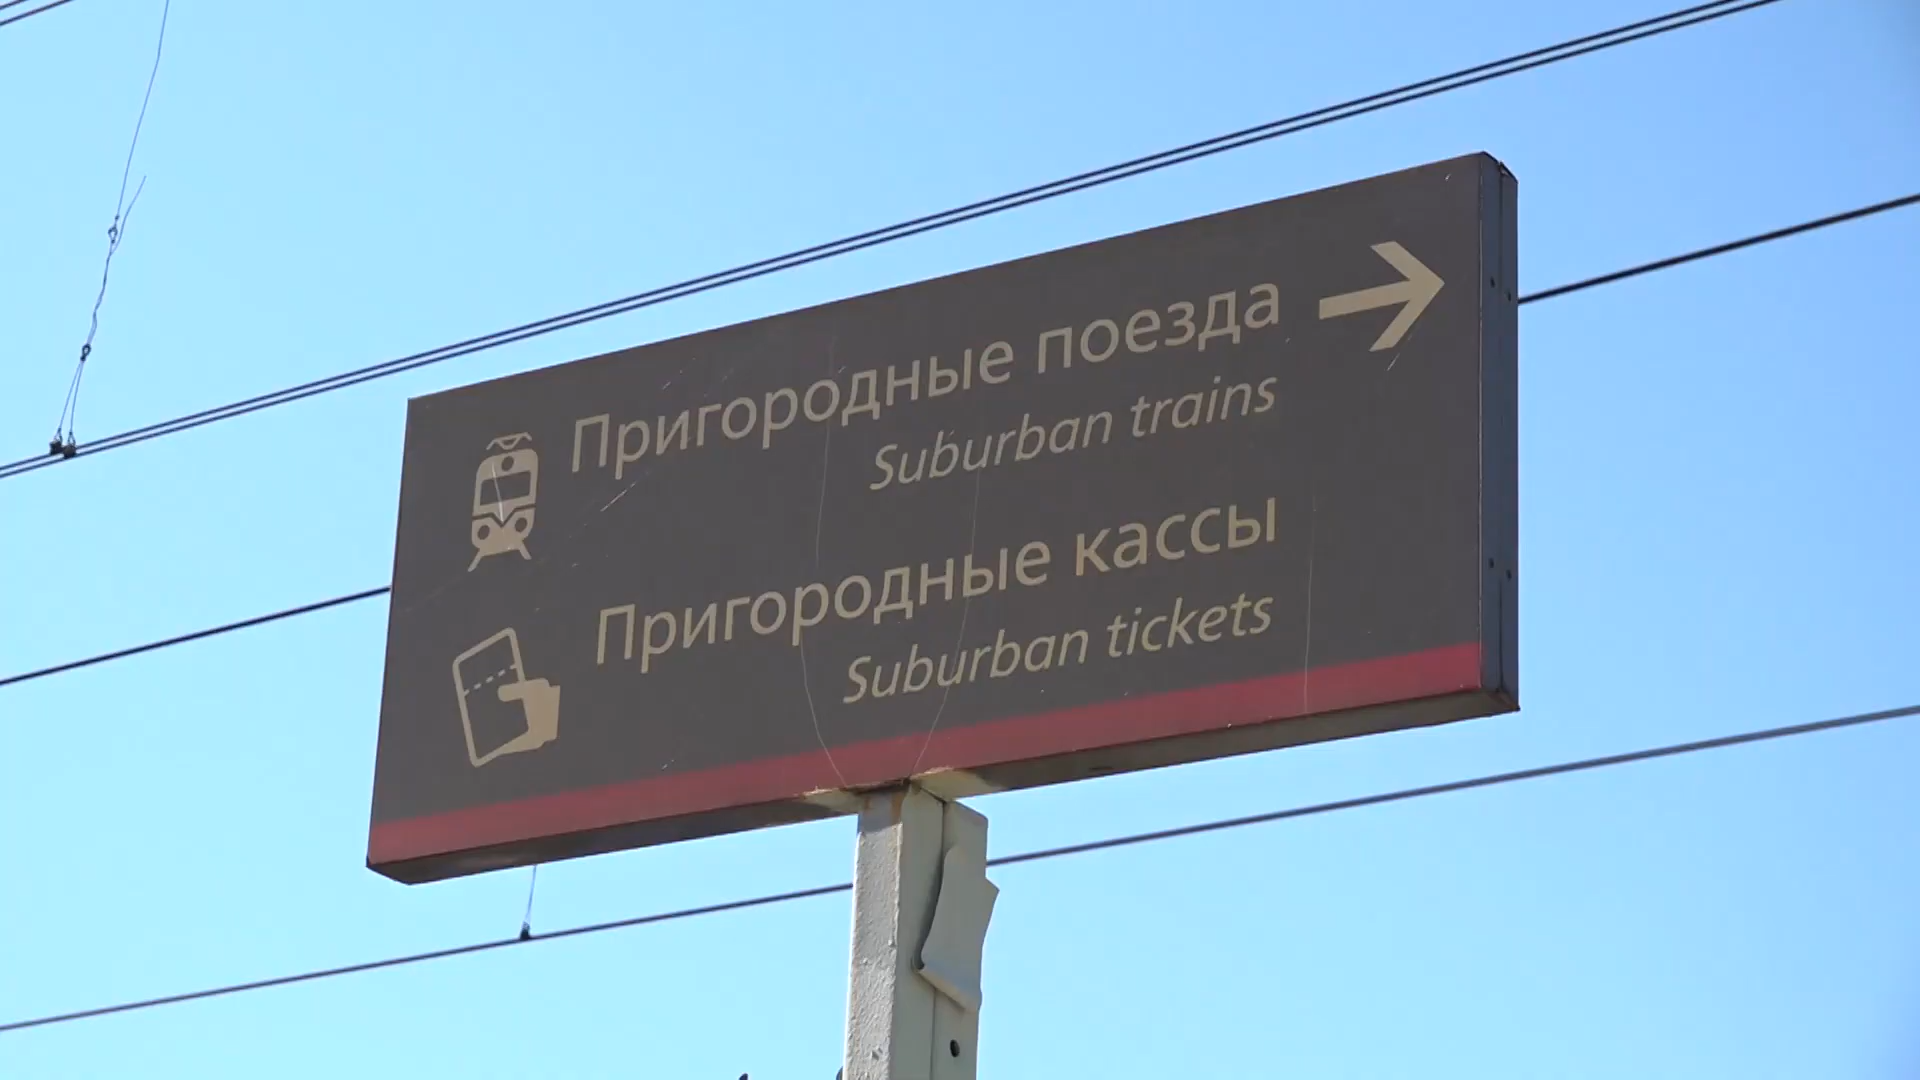 Пригородные поезда
Suburban trains
Пригородные кассы
Suburban tickets